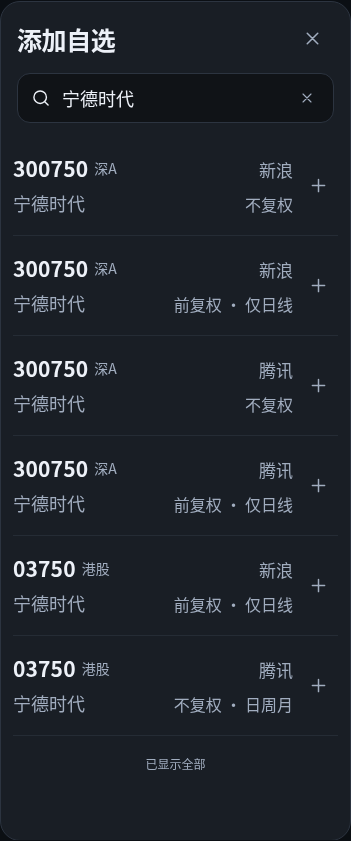 添加自选
宁德时代
300750 深A 新浪
宁德时代 不复权
300750 深A 新浪
宁德时代 前复权 · 仅日线
300750 深A 腾讯
宁德时代 不复权
300750 深A 腾讯
宁德时代 前复权 · 仅日线
03750 港股 新浪
宁德时代 前复权 · 仅日线
03750 港股 腾讯
宁德时代 不复权 · 日周月
已显示全部